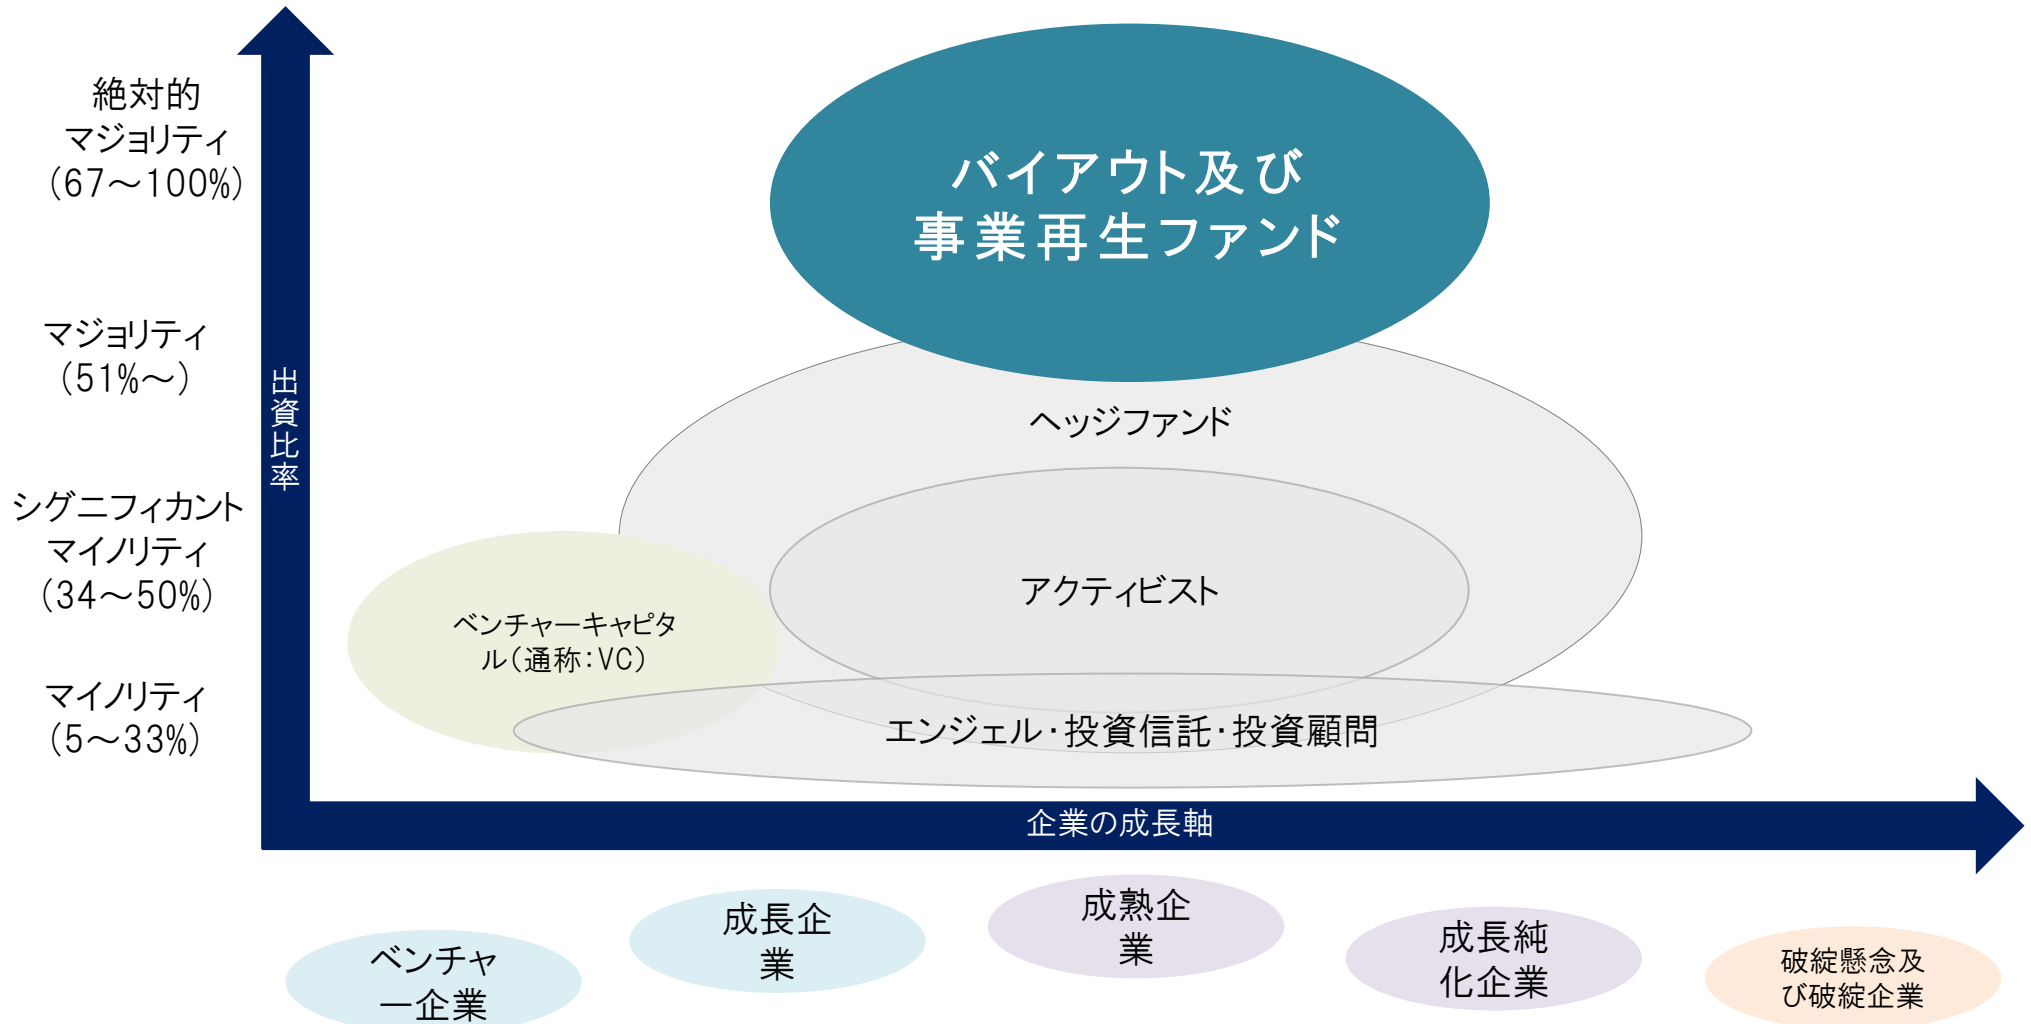 絶対的
マジョリティ
(67～100%)
マジョリティ
(51%～)
シグニフィカント
マイノリティ
(34～50%)
マイノリティ
(5～33%)
出資比率
バイアウト及び
事業再生ファンド
ヘッジファンド
アクティビスト
ベンチャーキャピタ
ル(通称:VC)
エンジェル・投資信託・投資顧問
企業の成長軸
ベンチャ
ー企業
成長企
業
成熟企
業
成長純
化企業
破綻懸念及
び破綻企業